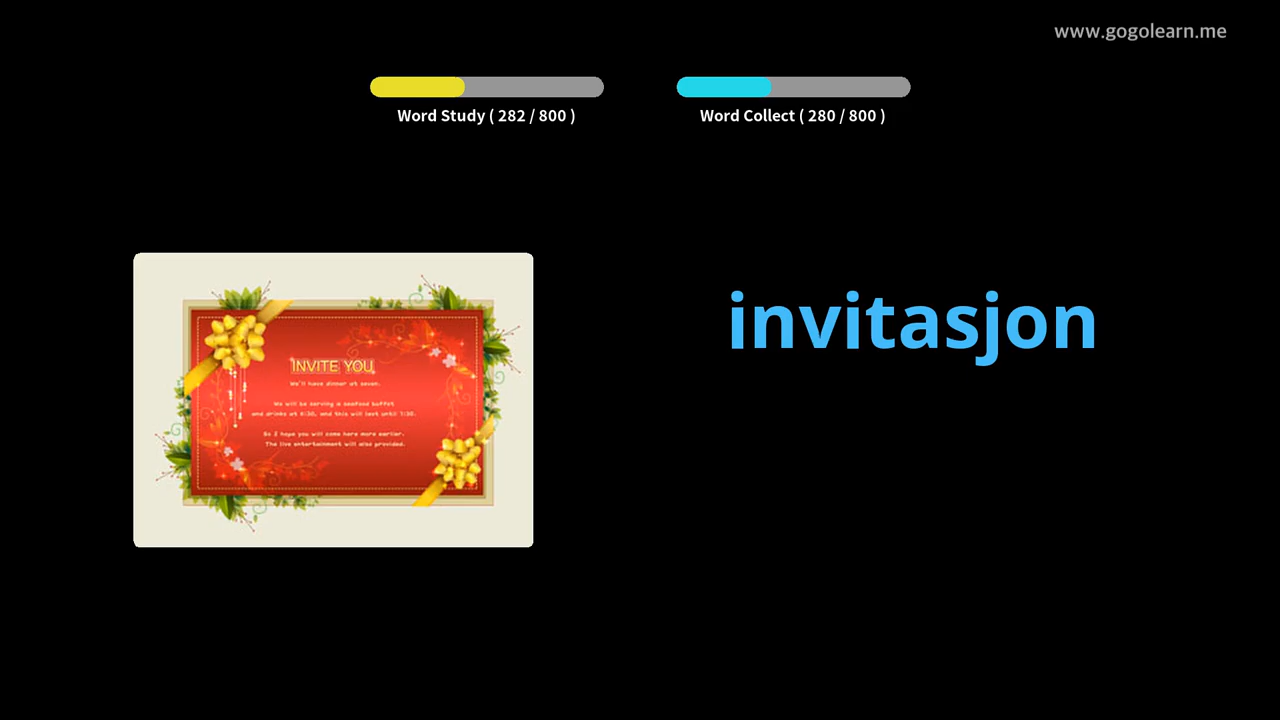 www.gogolearn.me
Word Study ( 282 / 800 )
Word Collect ( 280 / 800 )
invitasjon
INVITE YOU
We'll have dinner at seven.
We will be serving a seafood buffet
and drinks at 6:30, and this will last until 7:30.
So I hope you will come here more earlier.
The live entertainment will also provided.